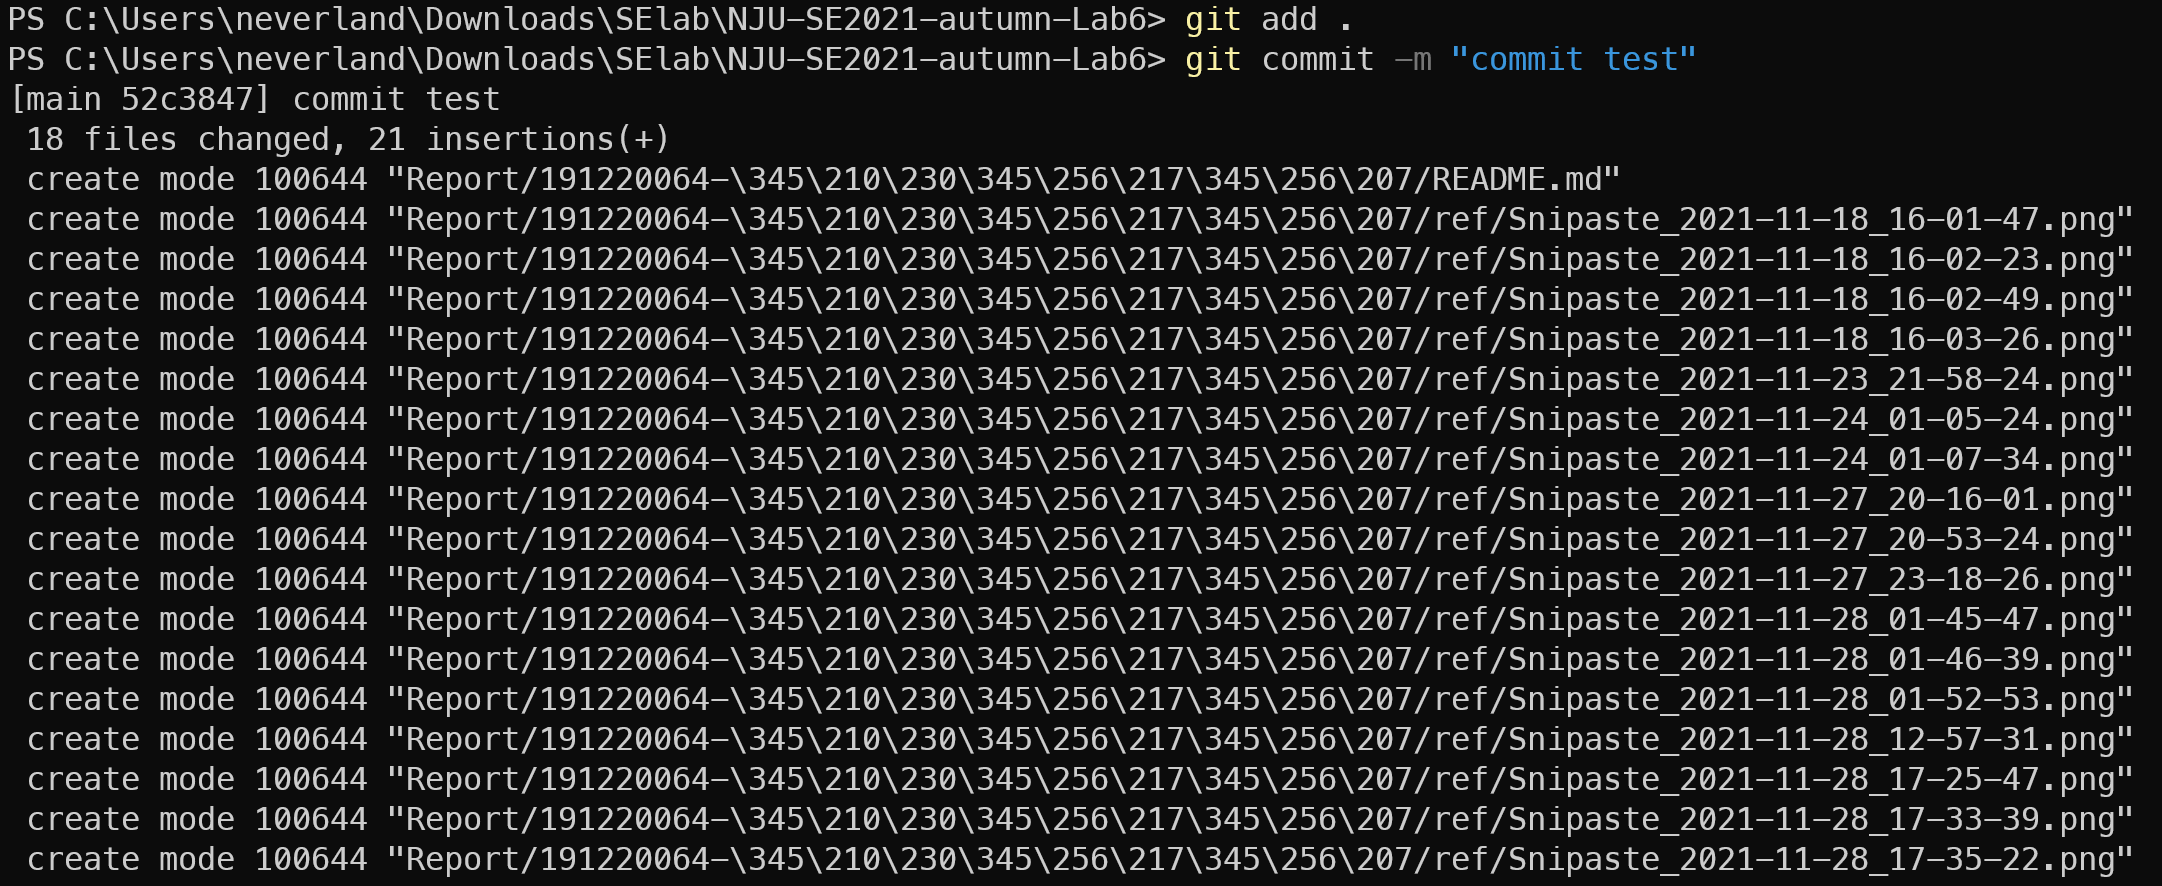 PS C:\Users\neverland\Downloads\SElab\NJU-SE2021-autumn-Lab6> git add .
PS C:\Users\neverland\Downloads\SElab\NJU-SE2021-autumn-Lab6> git commit -m "commit test"
[main 52c3847] commit test
 18 files changed, 21 insertions(+)
 create mode 100644 "Report/191220064-\345\210\230\345\256\217\345\256\207/README.md"
 create mode 100644 "Report/191220064-\345\210\230\345\256\217\345\256\207/ref/Snipaste_2021-11-18_16-01-47.png"
 create mode 100644 "Report/191220064-\345\210\230\345\256\217\345\256\207/ref/Snipaste_2021-11-18_16-02-23.png"
 create mode 100644 "Report/191220064-\345\210\230\345\256\217\345\256\207/ref/Snipaste_2021-11-18_16-02-49.png"
 create mode 100644 "Report/191220064-\345\210\230\345\256\217\345\256\207/ref/Snipaste_2021-11-18_16-03-26.png"
 create mode 100644 "Report/191220064-\345\210\230\345\256\217\345\256\207/ref/Snipaste_2021-11-23_21-58-24.png"
 create mode 100644 "Report/191220064-\345\210\230\345\256\217\345\256\207/ref/Snipaste_2021-11-24_01-05-24.png"
 create mode 100644 "Report/191220064-\345\210\230\345\256\217\345\256\207/ref/Snipaste_2021-11-24_01-07-34.png"
 create mode 100644 "Report/191220064-\345\210\230\345\256\217\345\256\207/ref/Snipaste_2021-11-27_20-16-01.png"
 create mode 100644 "Report/191220064-\345\210\230\345\256\217\345\256\207/ref/Snipaste_2021-11-27_20-53-24.png"
 create mode 100644 "Report/191220064-\345\210\230\345\256\217\345\256\207/ref/Snipaste_2021-11-27_23-18-26.png"
 create mode 100644 "Report/191220064-\345\210\230\345\256\217\345\256\207/ref/Snipaste_2021-11-28_01-45-47.png"
 create mode 100644 "Report/191220064-\345\210\230\345\256\217\345\256\207/ref/Snipaste_2021-11-28_01-46-39.png"
 create mode 100644 "Report/191220064-\345\210\230\345\256\217\345\256\207/ref/Snipaste_2021-11-28_01-52-53.png"
 create mode 100644 "Report/191220064-\345\210\230\345\256\217\345\256\207/ref/Snipaste_2021-11-28_12-57-31.png"
 create mode 100644 "Report/191220064-\345\210\230\345\256\217\345\256\207/ref/Snipaste_2021-11-28_17-25-47.png"
 create mode 100644 "Report/191220064-\345\210\230\345\256\217\345\256\207/ref/Snipaste_2021-11-28_17-33-39.png"
 create mode 100644 "Report/191220064-\345\210\230\345\256\217\345\256\207/ref/Snipaste_2021-11-28_17-35-22.png"